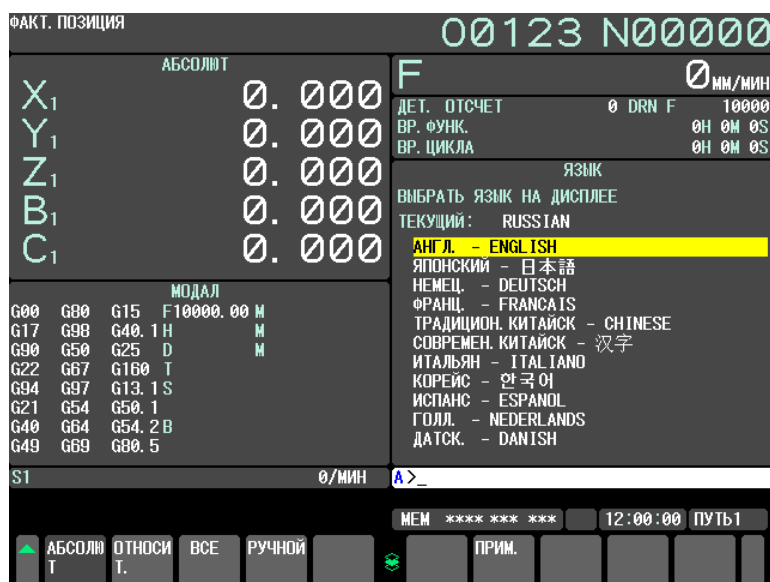 ФАКТ. ПОЗИЦИЯ
O0123 N00000
АБСОЛЮТ
X1 0. 000
Y1 0. 000
Z1 0. 000
B1 0. 000
C1 0. 000
F 0 ММ/МИН
ДЕТ. ОТСЧЕТ 0 DRN F 10000
ВР. ФУНК. 0H 0M 0S
ВР. ЦИКЛА 0H 0M 0S
ЯЗЫК
ВЫБРАТЬ ЯЗЫК НА ДИСПЛЕЕ
ТЕКУЩИЙ: RUSSIAN
АНГЛ. - ENGLISH
ЯПОНСКИЙ - 日本語
НЕМЕЦ. - DEUTSCH
ФРАНЦ. - FRANCAIS
ТРАДИЦИОН. КИТАЙСК - CHINESE
СОВРЕМЕН. КИТАЙСК - 汉字
ИТАЛЬЯН - ITALIANO
КОРЕЙС - 한국어
ИСПАНС - ESPANOL
ГОЛЛ. - NEDERLANDS
ДАТСК. - DANISH
МОДАЛ
G00 G80 G15 F10000. 00 M
G17 G98 G40. 1 H M
G90 G50 G25 D M
G22 G67 G160 T
G94 G97 G13. 1 S
G21 G54 G50. 1
G40 G64 G54. 2 B
G49 G69 G80. 5
S1 0/МИН
A>_
MEM **** *** *** 12:00:00 ПУТЬ1
АБСОЛЮ ОТНОСИ ВСЕ РУЧНОЙ ПРИМ.
Т Т.